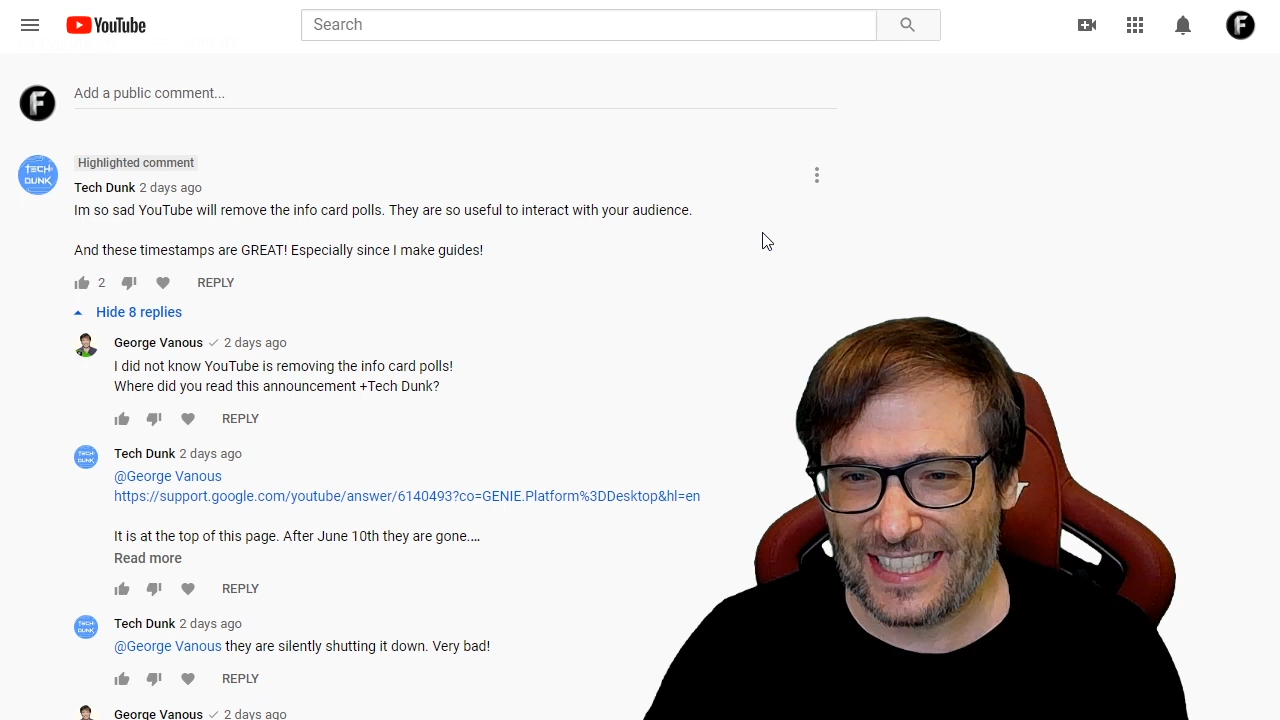 YouTube
Search
F
F
Add a public comment...
TECH
DUNK
Highlighted comment
Tech Dunk 2 days ago
Im so sad YouTube will remove the info card polls. They are so useful to interact with your audience.
And these timestamps are GREAT! Especially since I make guides!
2 REPLY
Hide 8 replies
George Vanous 2 days ago
I did not know YouTube is removing the info card polls!
Where did you read this announcement +Tech Dunk?
REPLY
TECH
DUNK
Tech Dunk 2 days ago
@George Vanous
https://support.google.com/youtube/answer/6140493?co=GENIE.Platform%3DDesktop&hl=en
It is at the top of this page. After June 10th they are gone....
Read more
REPLY
TECH
DUNK
Tech Dunk 2 days ago
@George Vanous they are silently shutting it down. Very bad!
REPLY
George Vanous 2 days ago